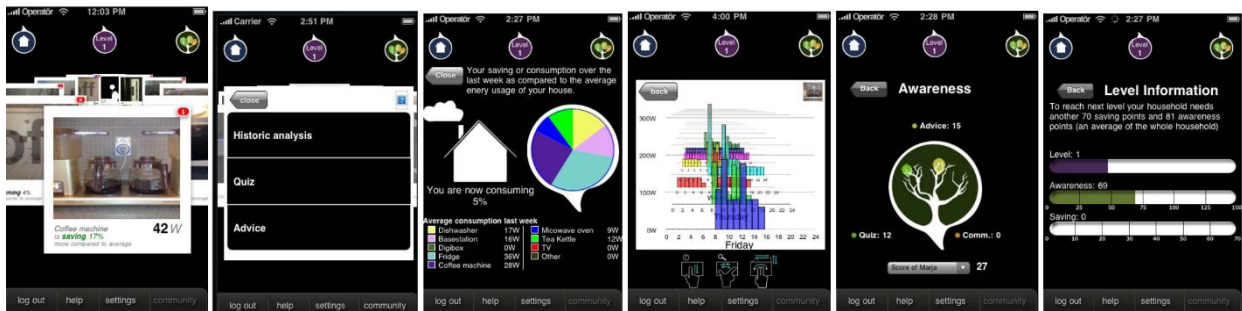 Operatör 12:03 PM
Level
1
1
Coffee machine
is saving 17%
more compared to average
42W
log out help settings community
Carrier 2:51 PM
Level
1
close
Historic analysis
Quiz
Advice
log out help settings community
Operatör 2:27 PM
Level
1
Close
Your saving or consumption over the
last week as compared to the average
enery usage of your house.
You are now consuming
5%
Average consumption last week
Dishwasher 17W
Basestation 16W
Digibox 0W
Fridge 36W
Coffee machine 28W
Micowave oven 9W
Tea Kettle 12W
TV 0W
Other 0W
log out help settings community
Operatör 4:00 PM
Level
1
back
300W
200W
100W
0W
Thursday
0 2 4 6 8 10 12 14 16 18 20 22 24
Friday
log out help settings community
Operatör 2:28 PM
Level
1
Back Awareness
Advice: 15
Quiz: 12 Comm.: 0
Score of Marja 27
log out help settings community
Operatör 2:27 PM
Level
1
Back Level Information
To reach next level your household needs
another 70 saving points and 81 awareness
points (an average of the whole household)
Level: 1
Awareness: 69
0 25 50 75 100 125 150
Saving: 0
0 10 20 30 40 50 60 70
log out help settings community